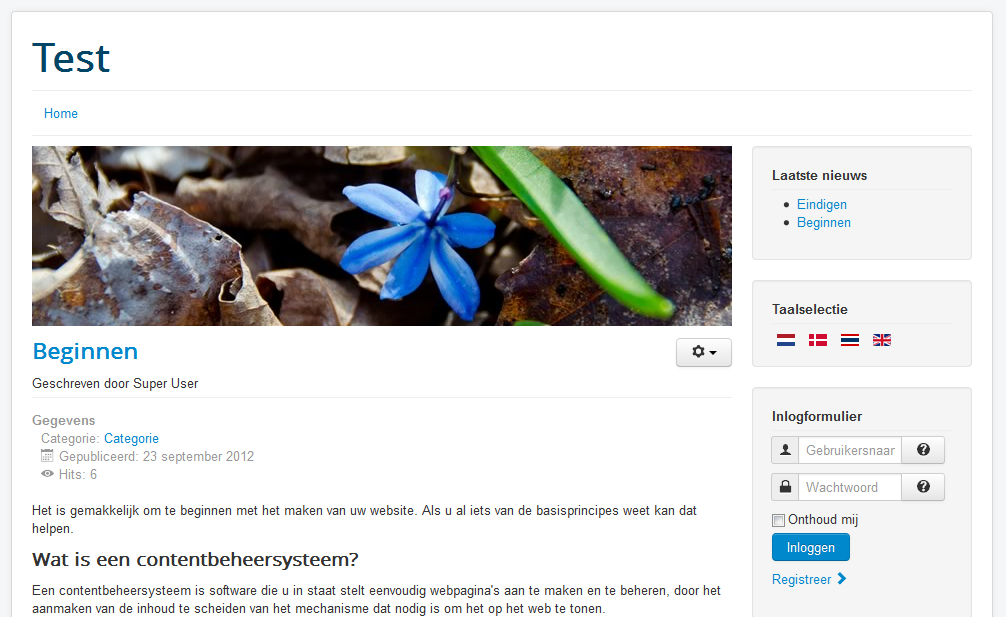 Test
Home
Beginnen
Geschreven door Super User
Gegevens
Categorie: Categorie
Gepubliceerd: 23 september 2012
Hits: 6
Het is gemakkelijk om te beginnen met het maken van uw website. Als u al iets van de basisprincipes weet kan dat
helpen.
Wat is een contentbeheersysteem?
Een contentbeheersysteem is software die u in staat stelt eenvoudig webpagina's aan te maken en te beheren, door het
aanmaken van de inhoud te scheiden van het mechanisme dat nodig is om het op het web te tonen.
Laatste nieuws
Eindigen
Beginnen
Taalselectie
Inlogformulier
Gebruikersnaar
Wachtwoord
Onthoud mij
Inloggen
Registreer